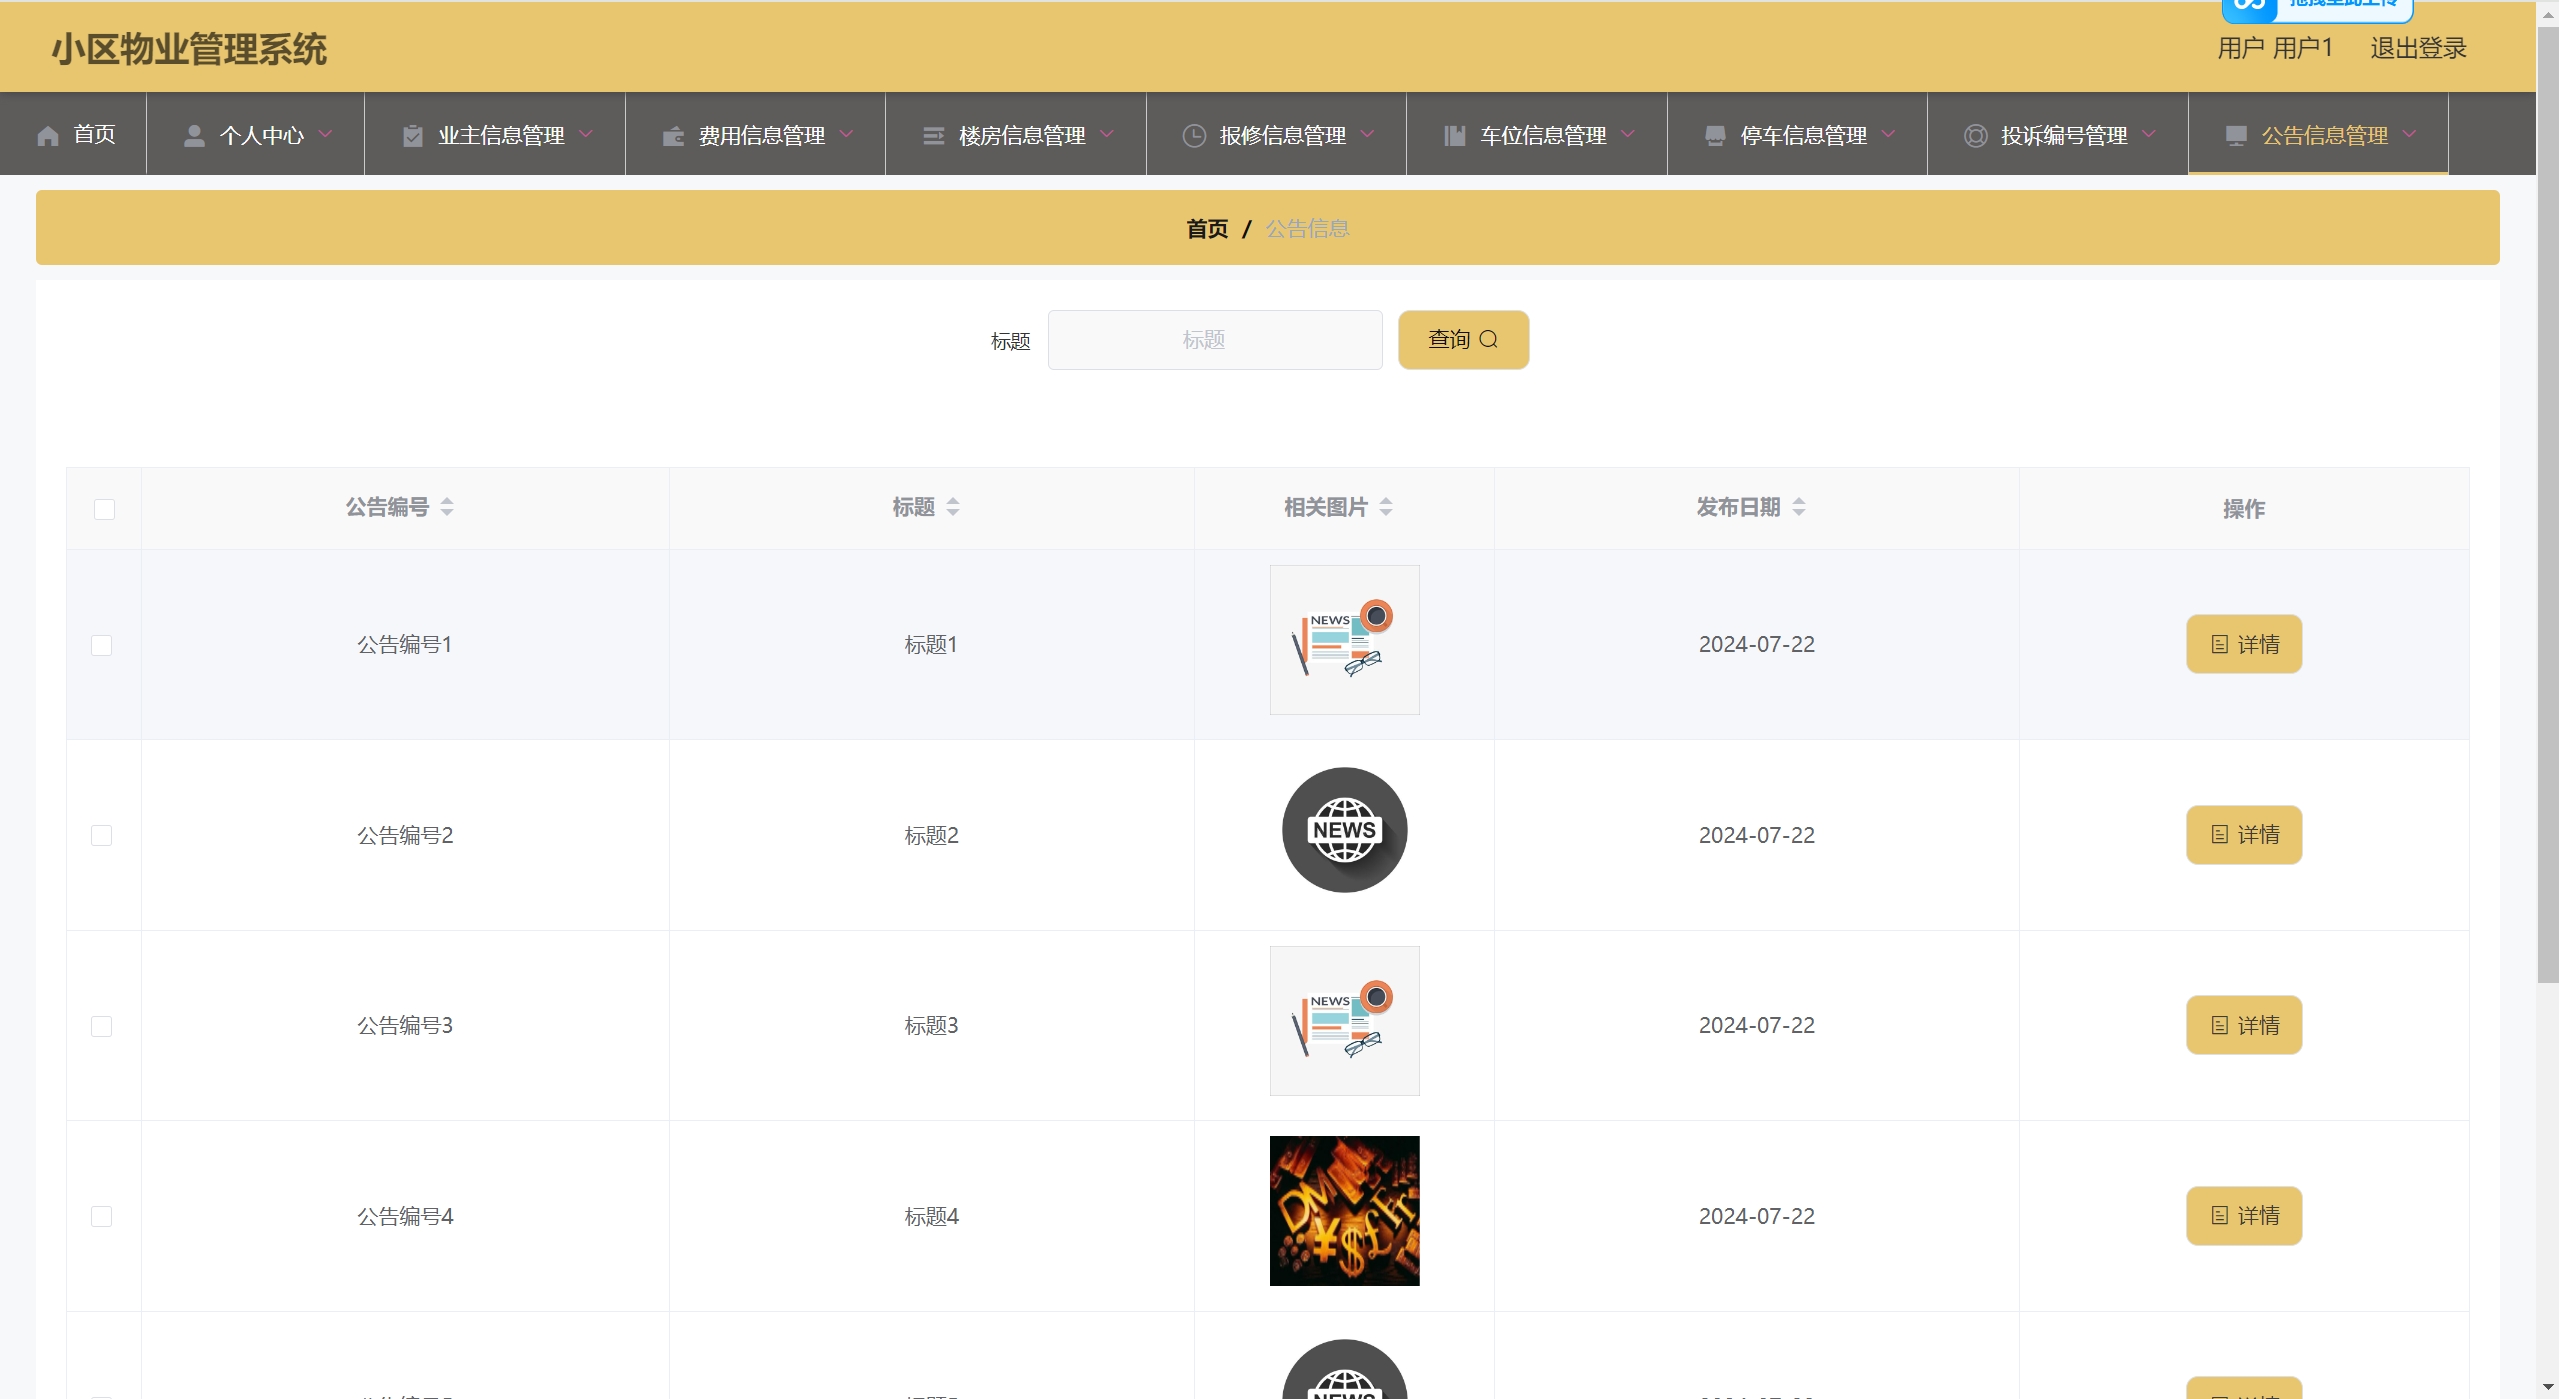 小区物业管理系统
用户 用户1 退出登录
首页 个人中心 业主信息管理 费用信息管理 楼房信息管理 报修信息管理 车位信息管理 停车信息管理 投诉编号管理 公告信息管理
首页 / 公告信息
标题 标题 查询
公告编号 标题 相关图片 发布日期 操作
NEWS
公告编号1 标题1 2024-07-22 详情
公告编号2 标题2 NEWS 2024-07-22 详情
NEWS
公告编号3 标题3 2024-07-22 详情
DM
公告编号4 标题4 2024-07-22 详情
¥$£
NEWS